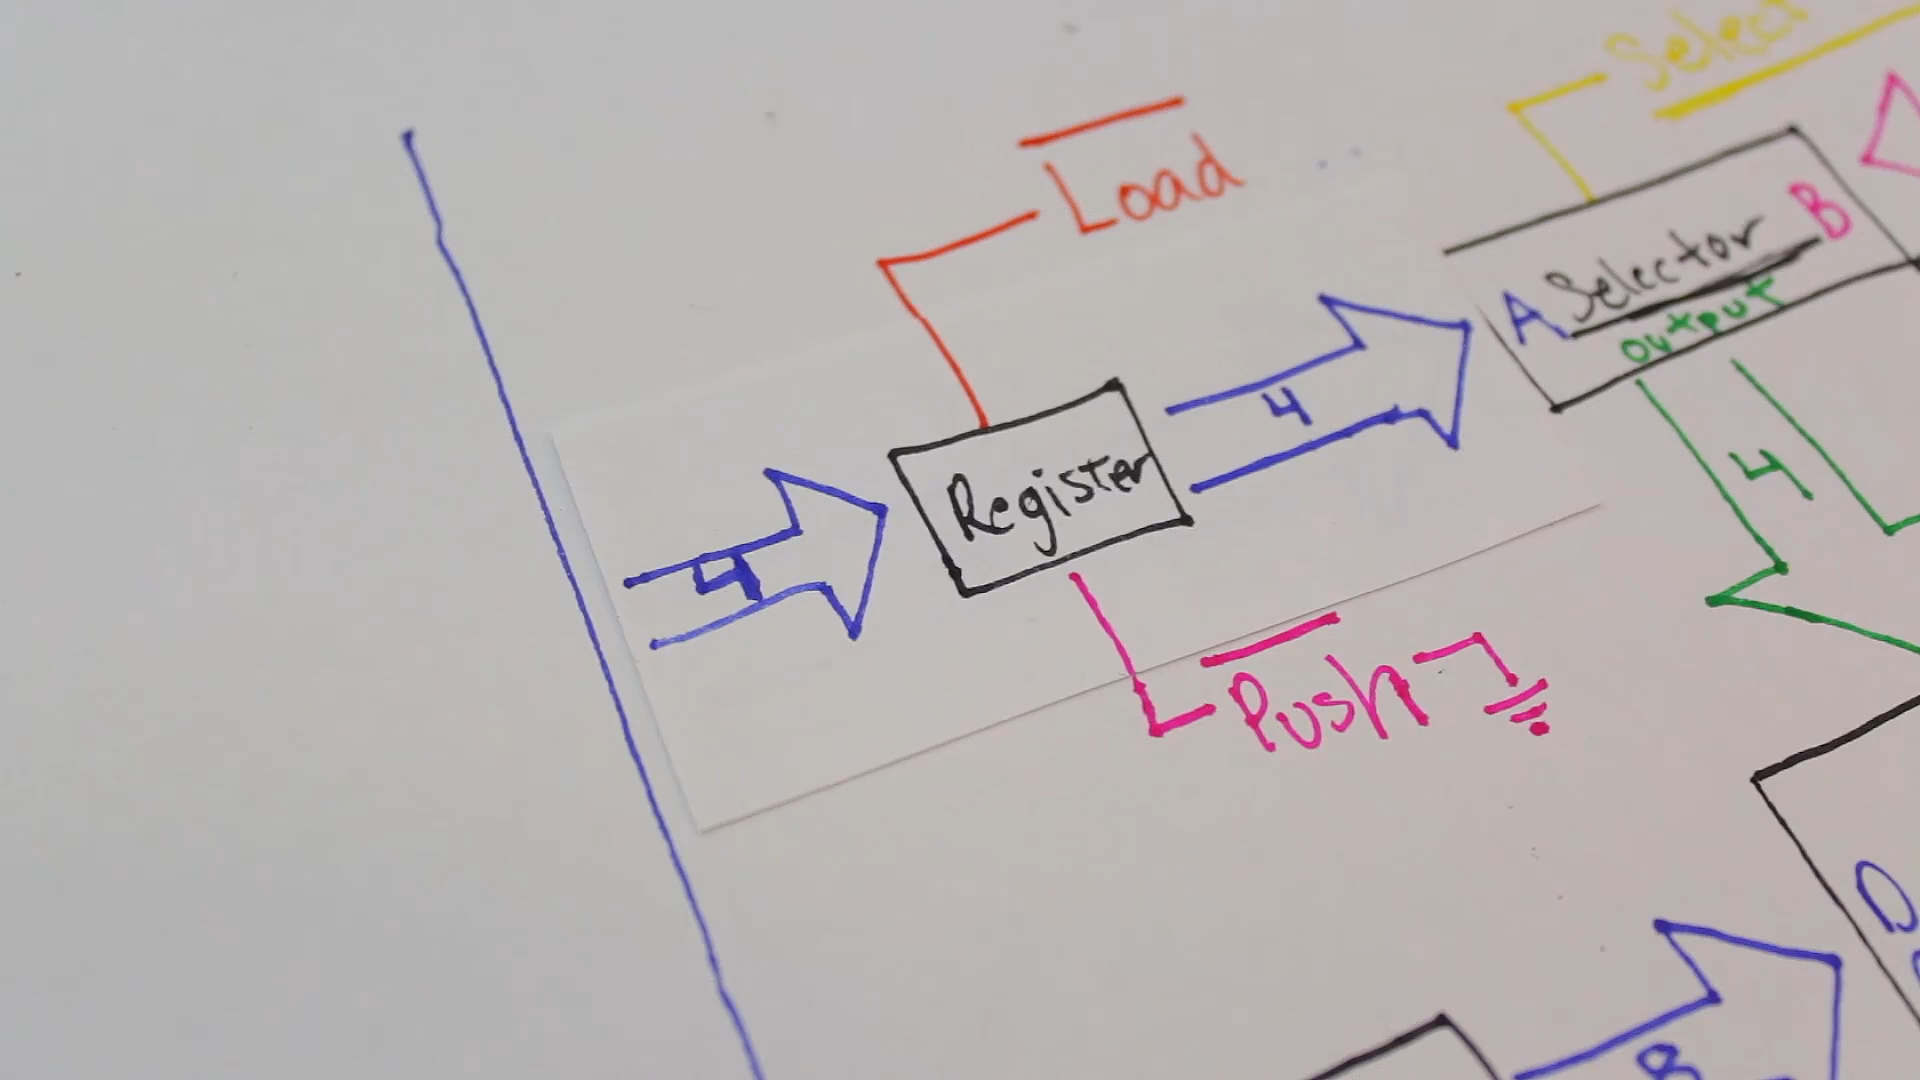 Select
Load
B
A Selector
output
4
4
4
Register
Push
D
8